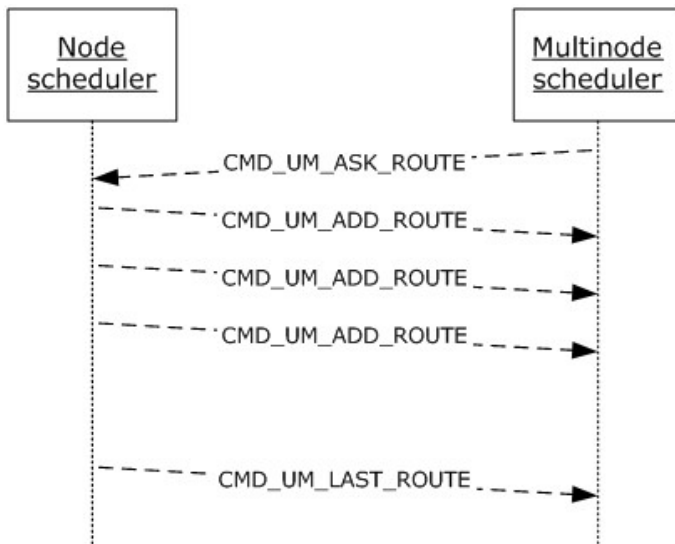 Node
scheduler
Multinode
scheduler
CMD_UM_ASK_ROUTE
CMD_UM_ADD_ROUTE
CMD_UM_ADD_ROUTE
CMD_UM_ADD_ROUTE
CMD_UM_LAST_ROUTE